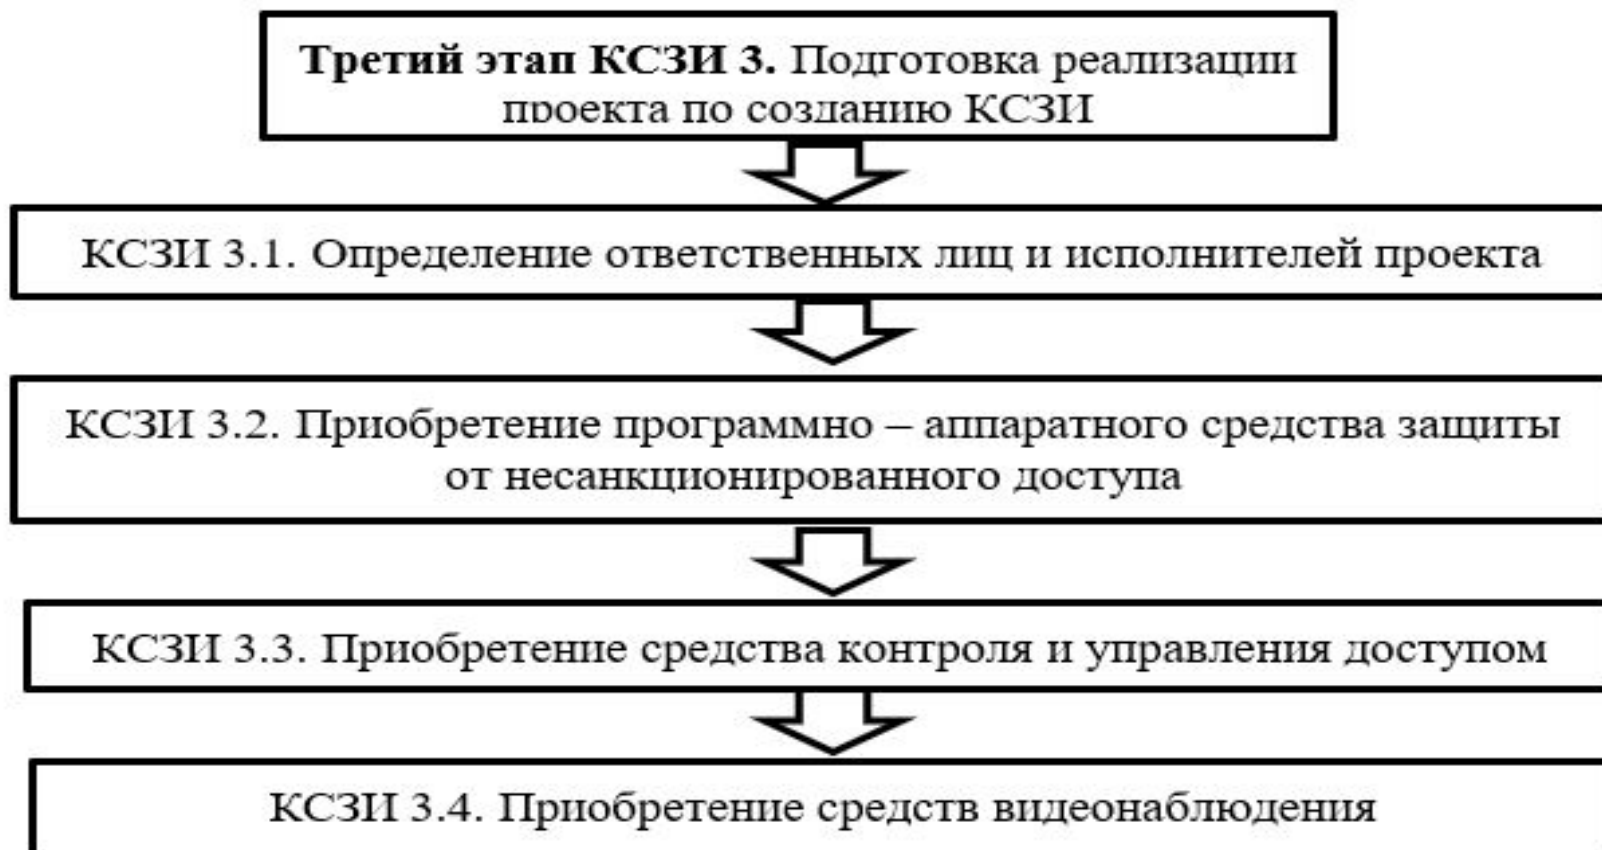 Третий этап КСЗИ 3. Подготовка реализации
проекта по созданию КСЗИ
КСЗИ 3.1. Определение ответственных лиц и исполнителей проекта
КСЗИ 3.2. Приобретение программно – аппаратного средства защиты
от несанкционированного доступа
КСЗИ 3.3. Приобретение средства контроля и управления доступом
КСЗИ 3.4. Приобретение средств видеонаблюдения